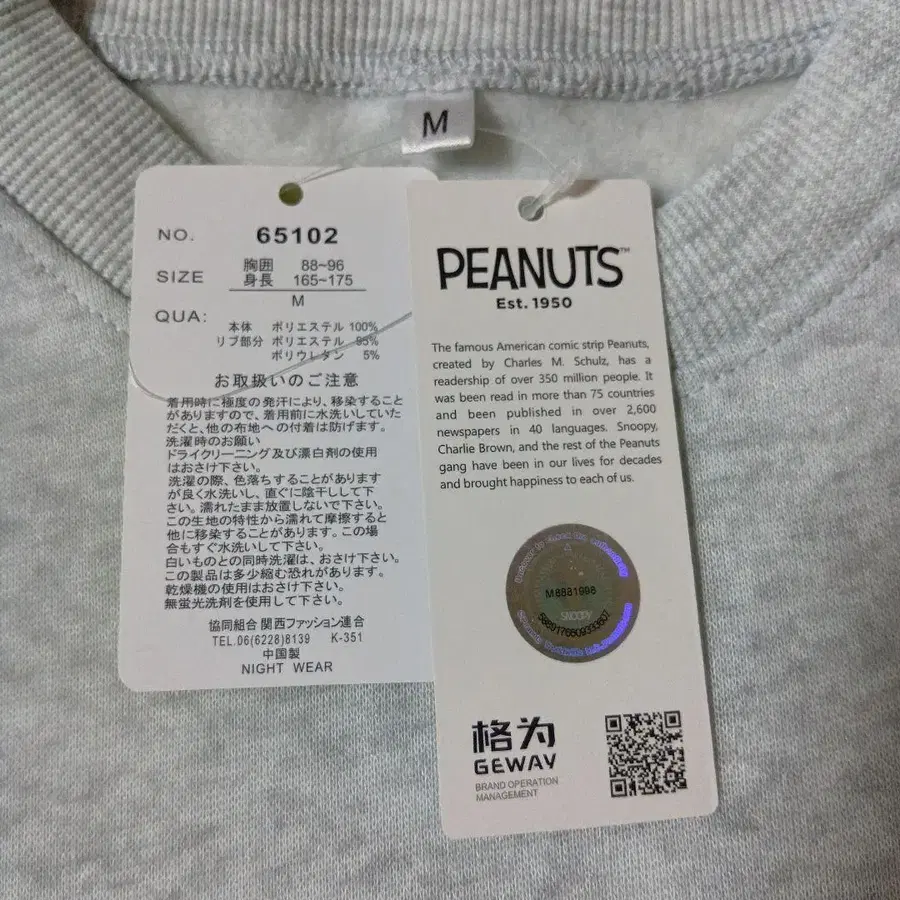 M
NO. 65102
SIZE 胸囲 88~96
身長 165~175
M
QUA: 本体 ポリエステル 100%
リブ部分 ポリエステル 95%
ポリウレタン 5%
お取扱いのご注意
着用時に極度の発汗により、移染すること
がありますので、着用前に水洗いしていた
だくと、他の布地への付着は防げます。
洗濯時のお願い
ドライクリーニング及び漂白剤の使用
はおさけ下さい。
洗濯の際、色落ちすることがあります
が良く水洗いし、直ぐに陰干しして下
さい。濡れたまま放置しないで下さい。
この生地の特性から濡れて摩擦すると
他に移染することがあります。この場
合もすぐ水洗いして下さい。
白いものとの同時洗濯は、おさけ下さい。
この製品は多少縮む恐れがあります。
乾燥機の使用はおさけ下さい。
無蛍光洗剤を使用して下さい。
協同組合 関西ファッション連合
TEL.06(6228)8139 K-351
中国製
NIGHT WEAR
PEANUTS™
Est. 1950
The famous American comic strip Peanuts,
created by Charles M. Schulz, has a
readership of over 350 million people. It
was been read in more than 75 countries
and been published in over 2,600
newspapers in 40 languages. Snoopy,
Charlie Brown, and the rest of the Peanuts
gang have been in our lives for decades
and brought happiness to each of us.
M8881998
SNOOPY
格为
GEWAY
BRAND OPERATION
MANAGEMENT